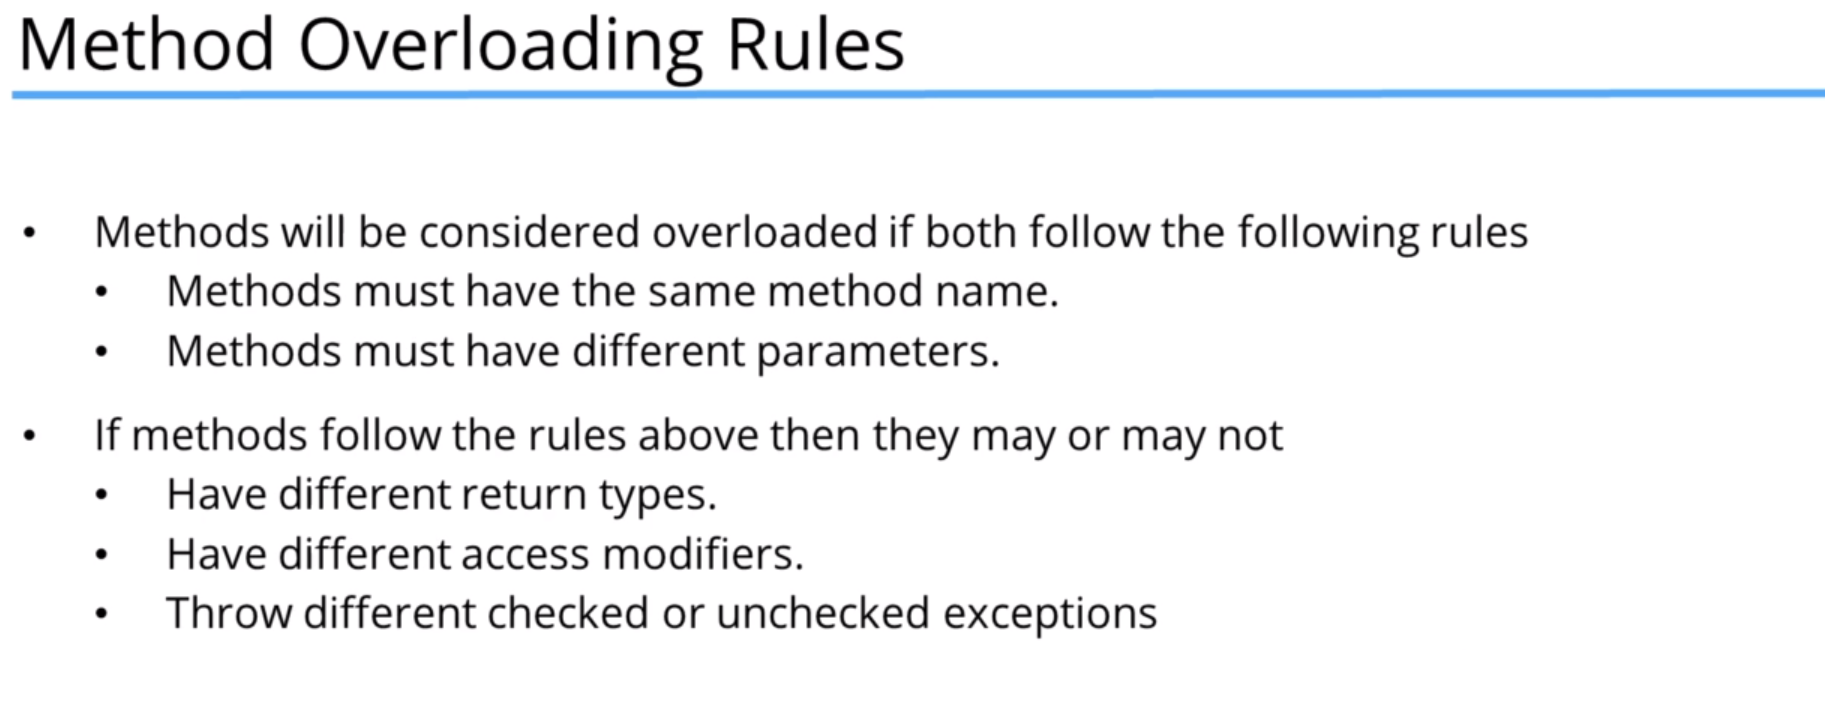 Method Overloading Rules
• Methods will be considered overloaded if both follow the following rules
• Methods must have the same method name.
• Methods must have different parameters.
• If methods follow the rules above then they may or may not
• Have different return types.
• Have different access modifiers.
• Throw different checked or unchecked exceptions